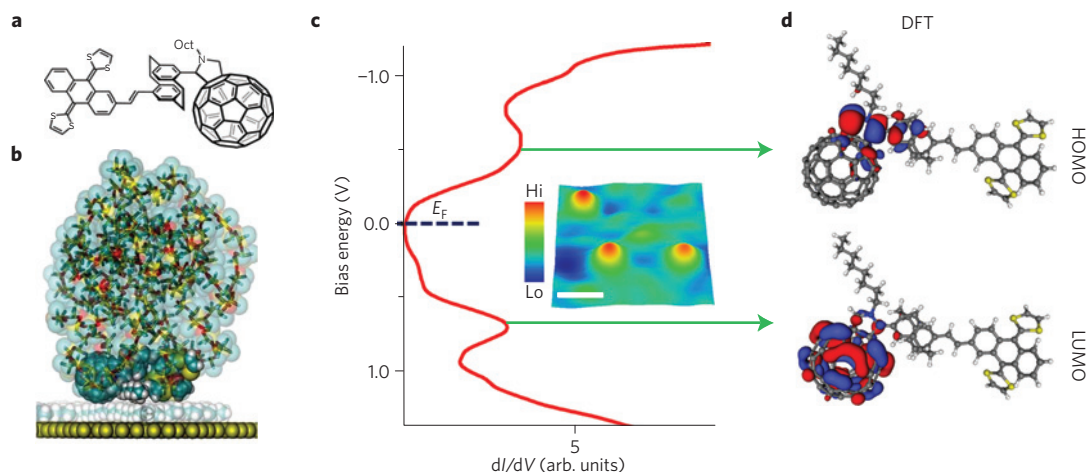 a
Oct
N
S
S
S
S
b
c
−1.0
0.0
1.0
Bias energy (V)
E_F
Hi
Lo
5
dI/dV (arb. units)
d
DFT
HOMO
LUMO